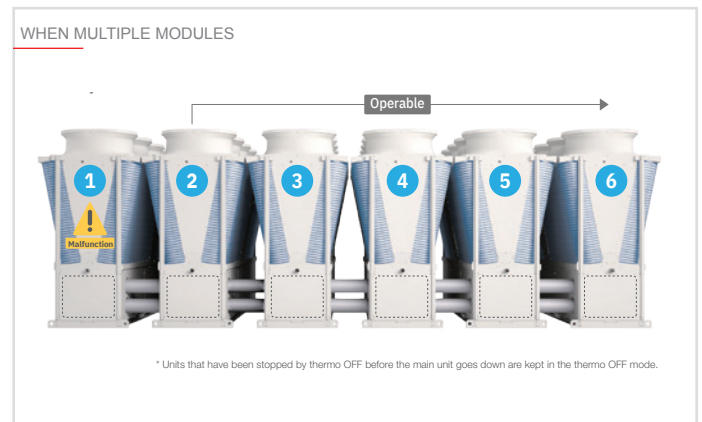 WHEN MULTIPLE MODULES
Operable
1 2 3 4 5 6
!
Malfunction
* Units that have been stopped by thermo OFF before the main unit goes down are kept in the thermo OFF mode.